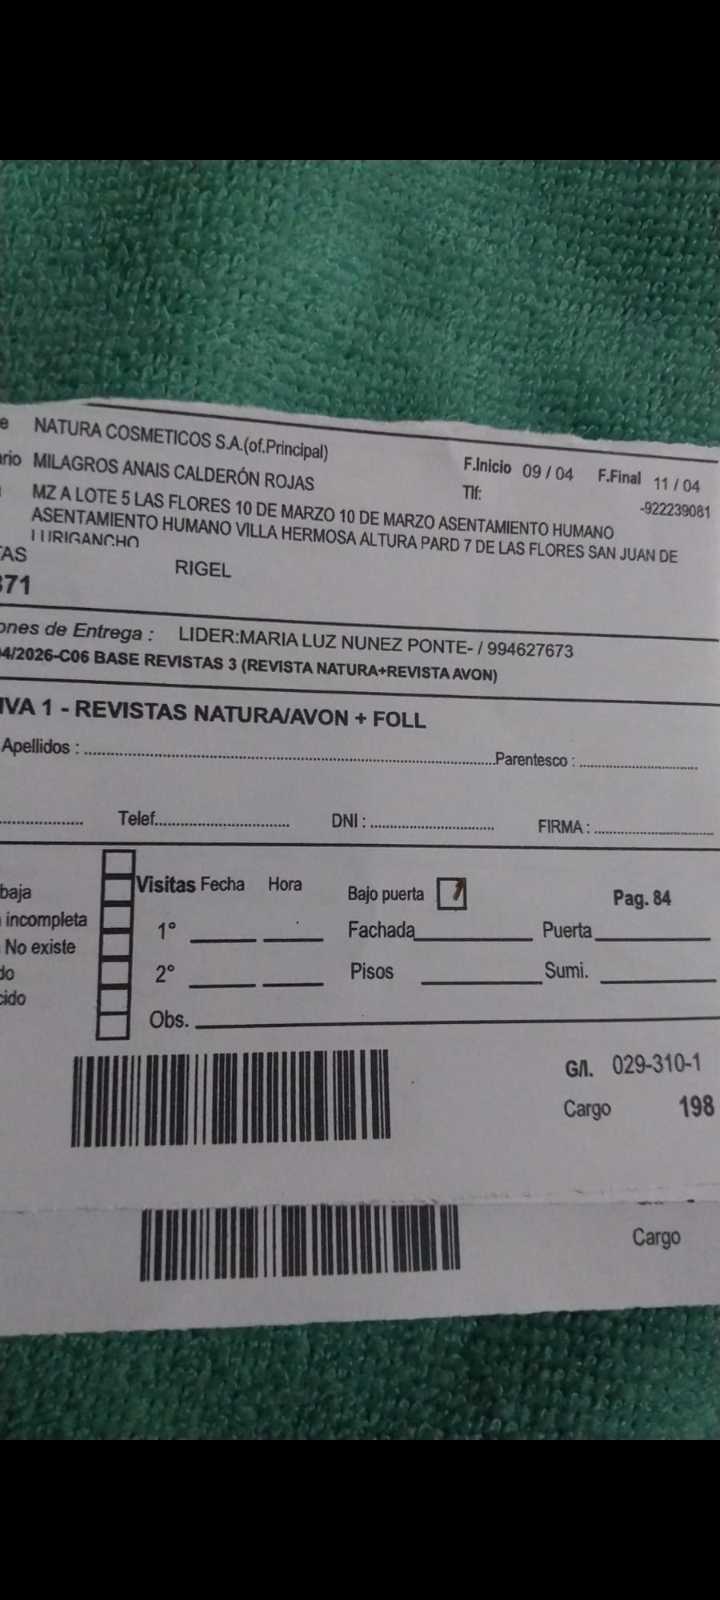 e NATURA COSMETICOS S.A.(of.Principal)
F.Inicio 09 / 04 F.Final 11 / 04
ario MILAGROS ANAIS CALDERÓN ROJAS
Tlf: -922239081
MZ A LOTE 5 LAS FLORES 10 DE MARZO 10 DE MARZO ASENTAMIENTO HUMANO
ASENTAMIENTO HUMANO VILLA HERMOSA ALTURA PARD 7 DE LAS FLORES SAN JUAN DE
LURIGANCHO
TAS RIGEL
371
ones de Entrega : LIDER:MARIA LUZ NUNEZ PONTE- / 994627673
04/2026-C06 BASE REVISTAS 3 (REVISTA NATURA+REVISTA AVON)
IVA 1 - REVISTAS NATURA/AVON + FOLL
Apellidos : Parentesco :
Telef. DNI : FIRMA :
baja Visitas Fecha Hora Bajo puerta 1 Pag. 84
incompleta 1° Fachada Puerta
No existe 2° Pisos Sumi.
do
cido Obs.
G/l. 029-310-1
Cargo 198
Cargo